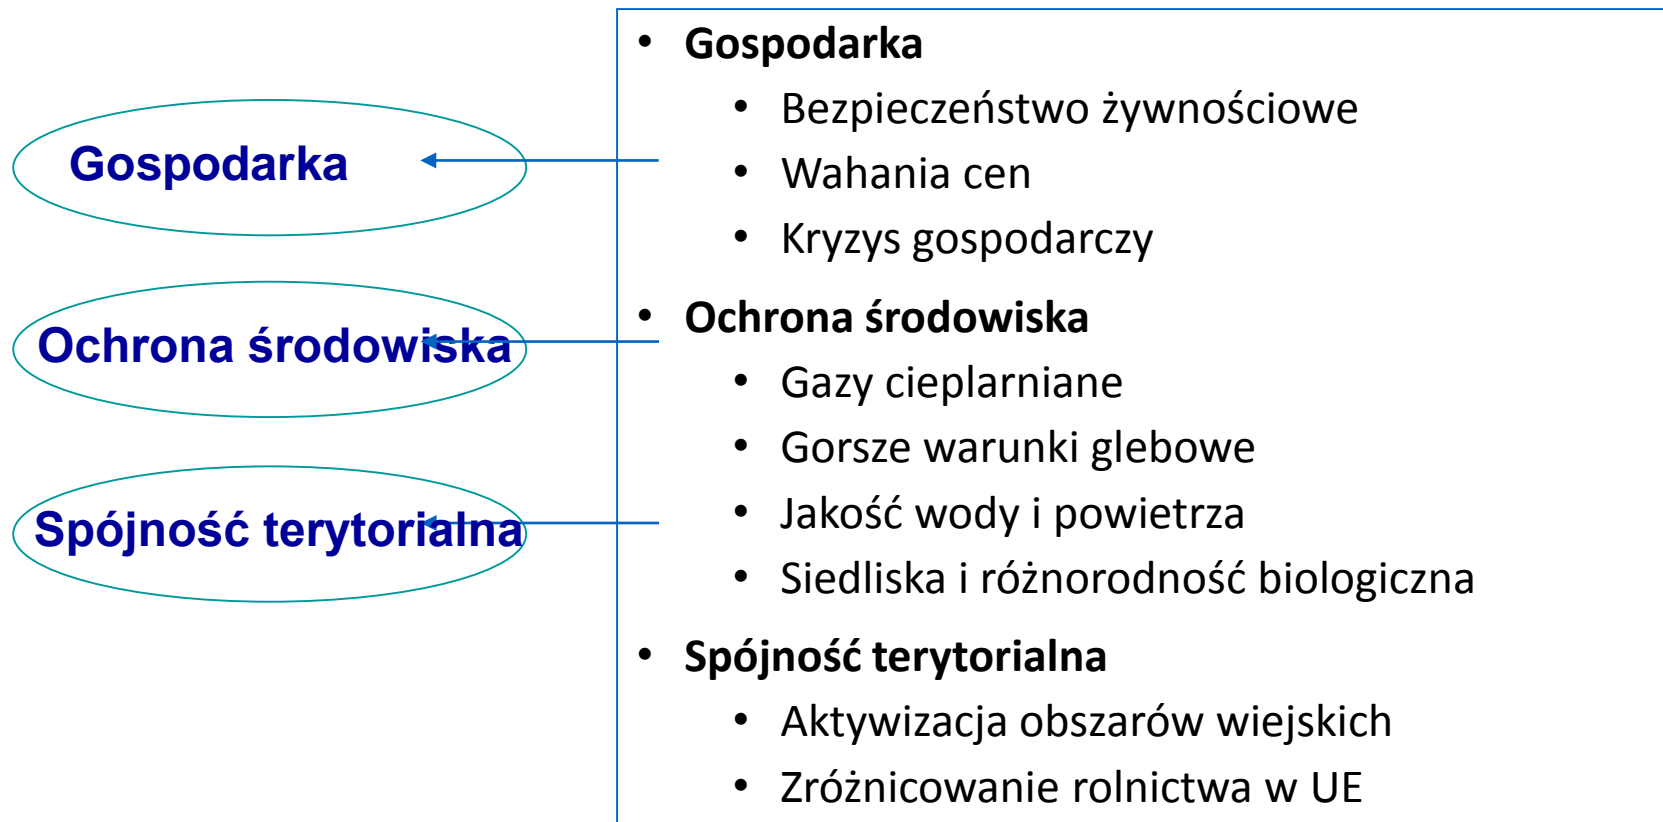 Gospodarka
Ochrona środowiska
Spójność terytorialna
• Gospodarka
• Bezpieczeństwo żywnościowe
• Wahania cen
• Kryzys gospodarczy
• Ochrona środowiska
• Gazy cieplarniane
• Gorsze warunki glebowe
• Jakość wody i powietrza
• Siedliska i różnorodność biologiczna
• Spójność terytorialna
• Aktywizacja obszarów wiejskich
• Zróżnicowanie rolnictwa w UE